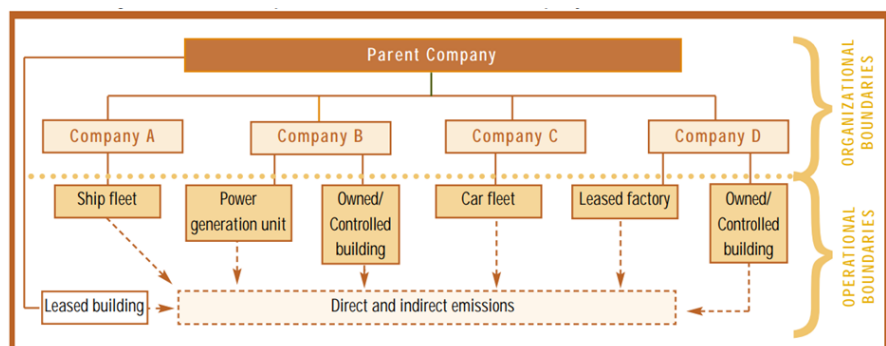 Parent Company
Company A
Company B
Company C
Company D
ORGANIZATIONAL
BOUNDARIES
Ship fleet
Power
generation unit
Owned/
Controlled
building
Car fleet
Leased factory
Owned/
Controlled
building
Leased building
Direct and indirect emissions
OPERATIONAL
BOUNDARIES